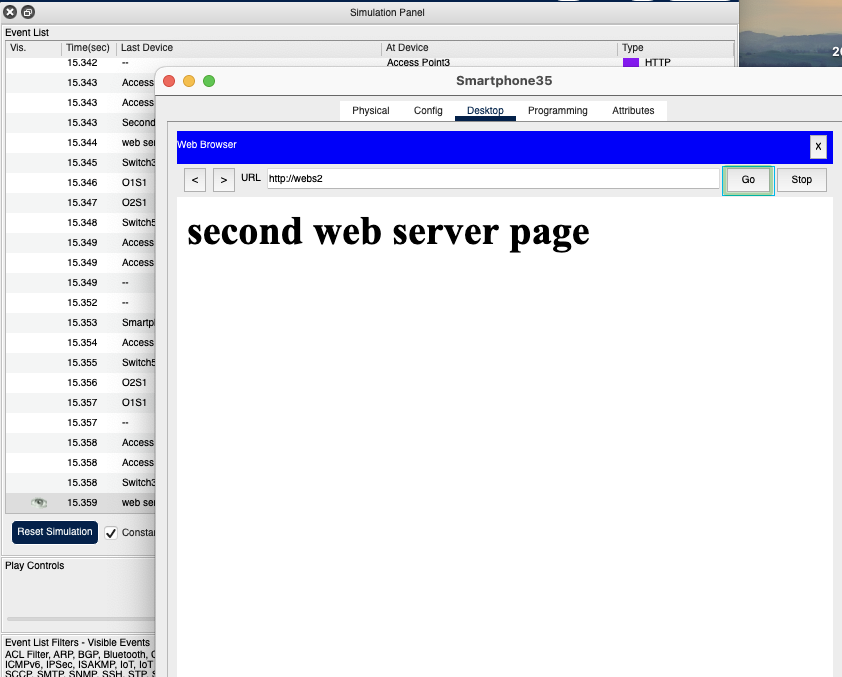 Simulation Panel
Event List
Vis. Time(sec) Last Device At Device Type
15.342 -- Access Point3 HTTP
15.343 Access
15.343 Access
15.343 Second
15.344 web ser
15.345 Switch3
15.346 O1S1
15.347 O2S1
15.348 Switch5
15.349 Access
15.349 Access
15.349 --
15.352 --
15.353 Smartph
15.354 Access
15.355 Switch5
15.356 O2S1
15.357 O1S1
15.357 --
15.358 Access
15.358 Access
15.358 Switch3
15.359 web ser
Reset Simulation Constan
Play Controls
Event List Filters - Visible Events
ACL Filter, ARP, BGP, Bluetooth, C
ICMPv6, IPSec, ISAKMP, IoT, IoT
SCCP, SMTP, SNMP, SSH, STP, S
Smartphone35
Physical Config Desktop Programming Attributes
Web Browser X
< > URL http://webs2 Go Stop
second web server page